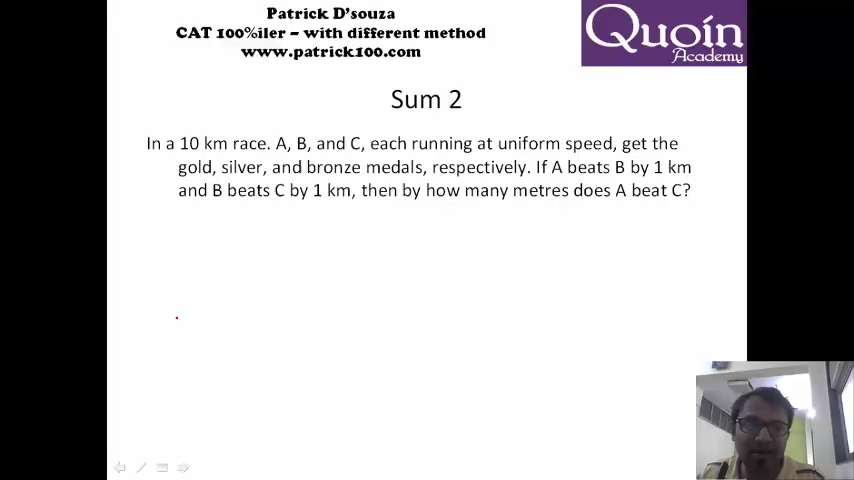 Patrick D'souza
CAT 100%iler – with different method
www.patrick100.com
Quoin
Academy
Sum 2
In a 10 km race. A, B, and C, each running at uniform speed, get the
gold, silver, and bronze medals, respectively. If A beats B by 1 km
and B beats C by 1 km, then by how many metres does A beat C?